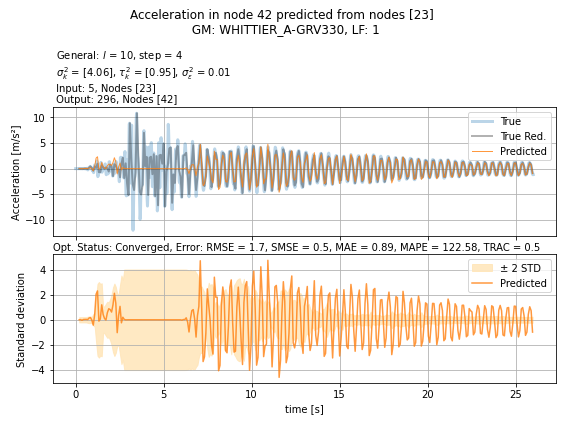 Acceleration in node 42 predicted from nodes [23]
GM: WHITTIER_A-GRV330, LF: 1
General: l = 10, step = 4
σ²ₖ = [4.06], τ²ₖ = [0.95], σ²ε = 0.01
Input: 5, Nodes [23]
Output: 296, Nodes [42]
Acceleration [m/s²]
10
5
0
−5
−10
True
True Red.
Predicted
Opt. Status: Converged, Error: RMSE = 1.7, SMSE = 0.5, MAE = 0.89, MAPE = 122.58, TRAC = 0.5
Standard deviation
4
2
0
−2
−4
± 2 STD
Predicted
0 5 10 15 20 25
time [s]